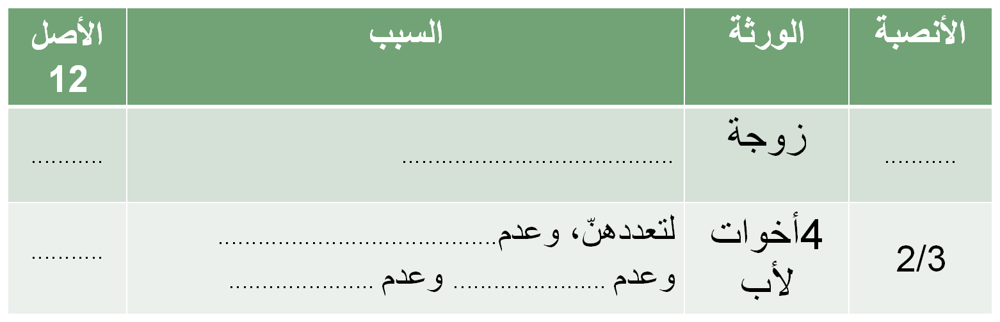 الأنصبة الورثة السبب الأصل
12
زوجة
........... ......................................... ...........
4أخوات لتعددهنّ، وعدم..........................................
2/3 ...........
لأب وعدم ....................... وعدم ......................